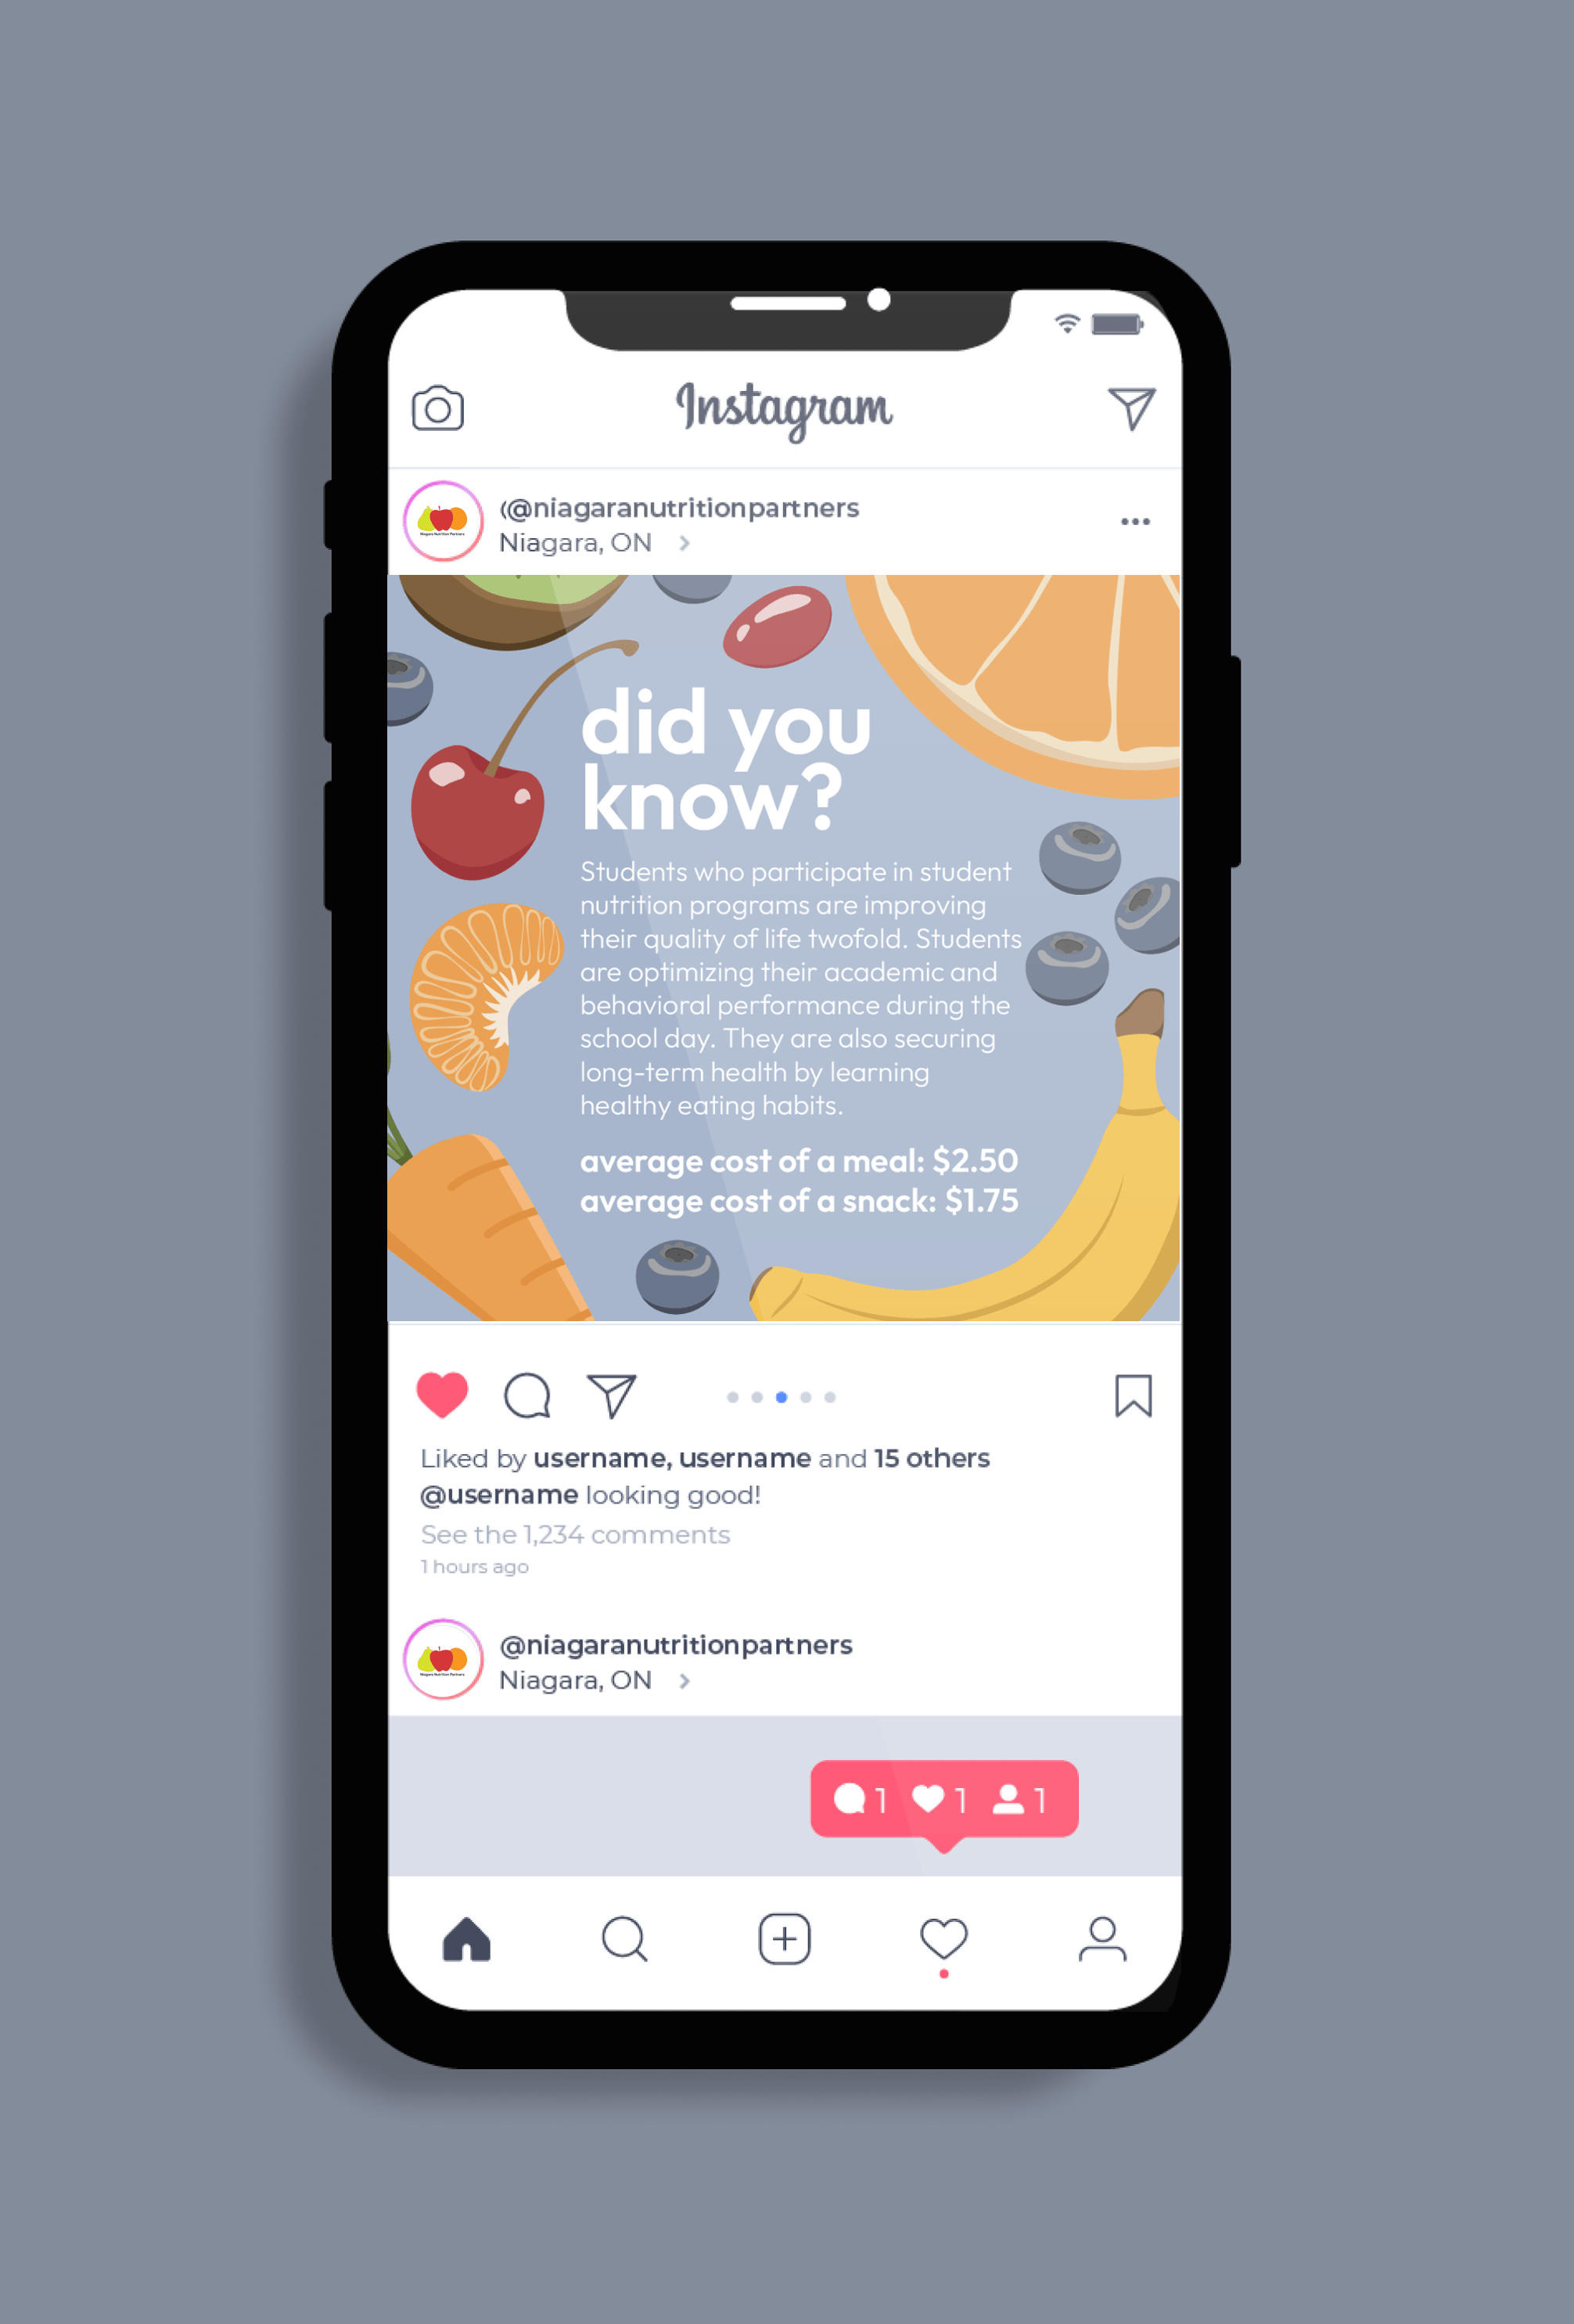 Instagram
@niagaranutritionpartners
Niagara, ON
did you
know?
Students who participate in student
nutrition programs are improving
their quality of life twofold. Students
are optimizing their academic and
behavioral performance during the
school day. They are also securing
long-term health by learning
healthy eating habits.
average cost of a meal: $2.50
average cost of a snack: $1.75
Liked by username, username and 15 others
@username looking good!
See the 1,234 comments
1 hours ago
@niagaranutritionpartners
Niagara, ON
1 1 1